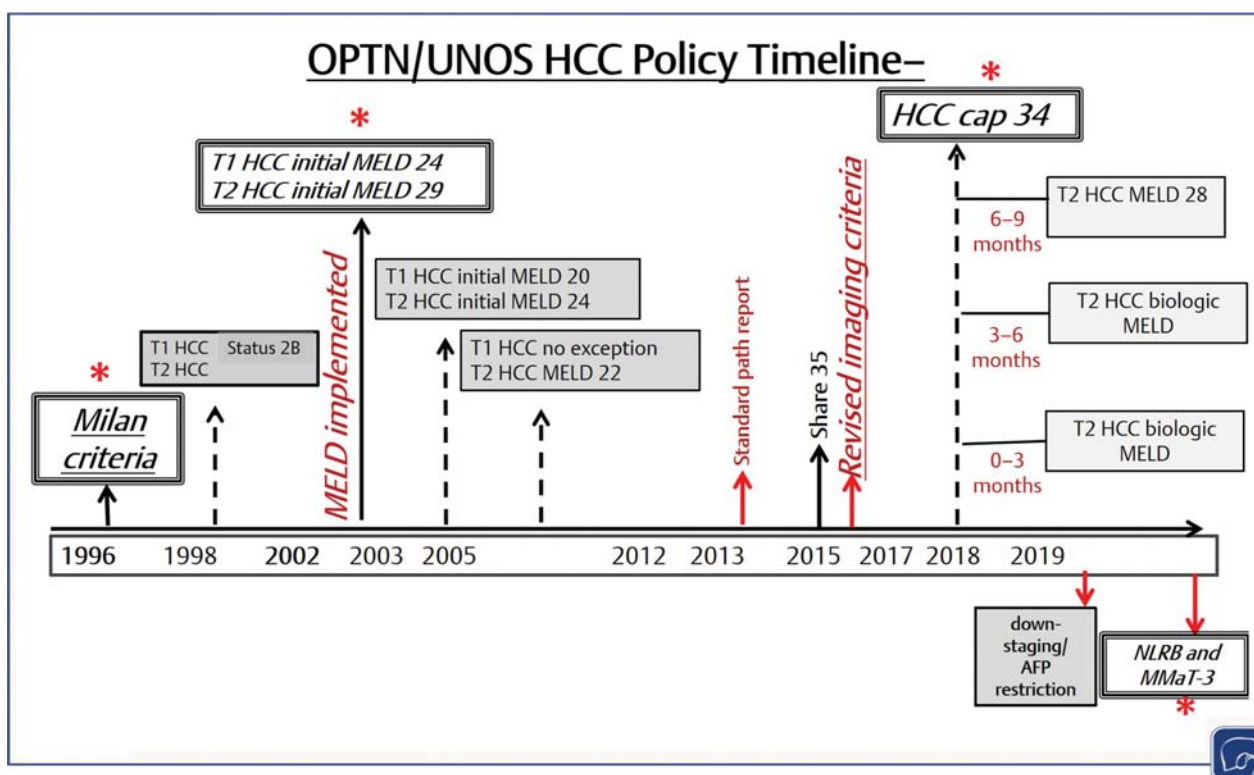 OPTN/UNOS HCC Policy Timeline–
*
*
HCC cap 34
T1 HCC initial MELD 24
T2 HCC initial MELD 29
T2 HCC MELD 28
6–9
months
MELD implemented
T1 HCC initial MELD 20
T2 HCC initial MELD 24
Revised imaging criteria
T2 HCC biologic
MELD
3–6
months
T1 HCC Status 2B
T2 HCC
T1 HCC no exception
T2 HCC MELD 22
Standard path report
Share 35
*
Milan
criteria
T2 HCC biologic
MELD
0–3
months
1996 1998 2002 2003 2005 2012 2013 2015 2017 2018 2019
down-
staging/
AFP
restriction
NLRB and
MMaT-3
*